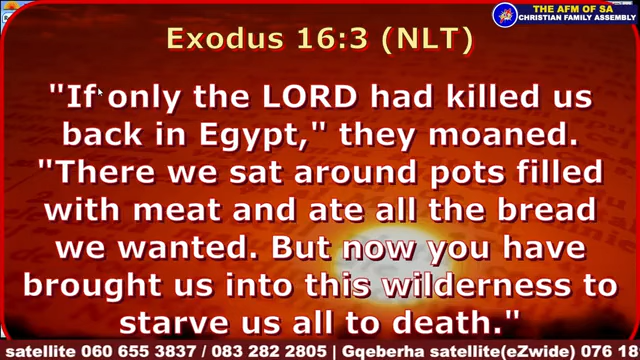 THE AFM OF SA
CHRISTIAN FAMILY ASSEMBLY
Exodus 16:3 (NLT)
"If only the LORD had killed us
back in Egypt," they moaned.
"There we sat around pots filled
with meat and ate all the bread
we wanted. But now you have
brought us into this wilderness to
starve us all to death."
satellite 060 655 3837 / 083 282 2805 | Gqeberha satellite(eZwide) 076 18